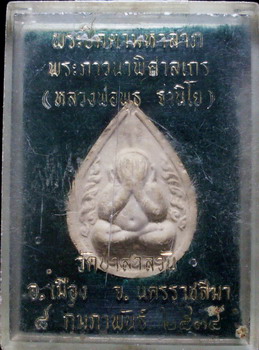 พระปิดตามหาลาภ
พระภาวนาพิศาลเถร
(หลวงพ่อพุธ ฐานิโย)
วัดป่าสาลวัน
อ.เมือง จ.นครราชสีมา
๘ กุมภาพันธ์ ๒๕๓๕